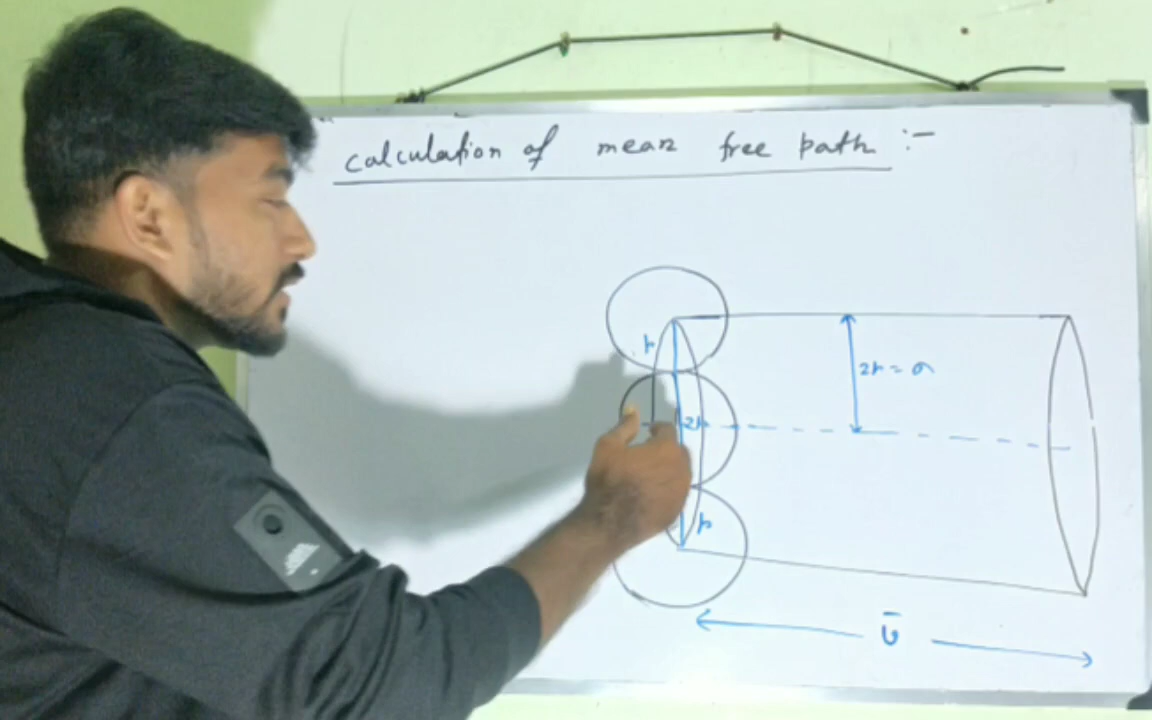 calculation of mean free path :-
r
2r = σ
2r
r
ū